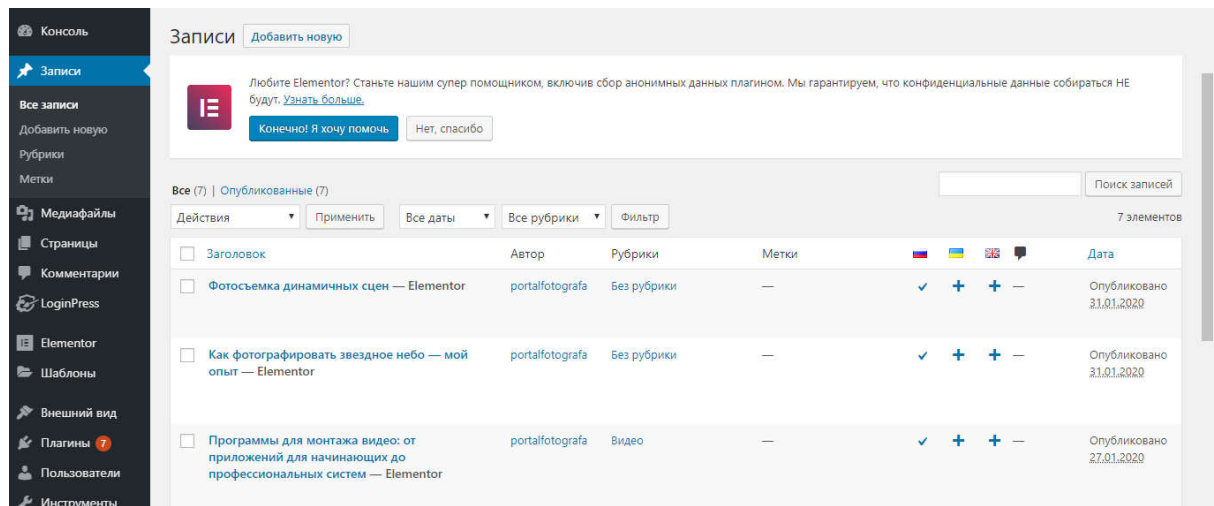 Консоль
Записи
Все записи
Добавить новую
Рубрики
Метки
Медиафайлы
Страницы
Комментарии
LoginPress
Elementor
Шаблоны
Внешний вид
Плагины 7
Пользователи
Инструменты
Записи Добавить новую
Любите Elementor? Станьте нашим супер помощником, включив сбор анонимных данных плагином. Мы гарантируем, что конфиденциальные данные собираться НЕ
будут. Узнать больше.
Конечно! Я хочу помочь Нет, спасибо
Все (7) | Опубликованные (7)
Поиск записей
Действия Применить Все даты Все рубрики Фильтр 7 элементов
Заголовок Автор Рубрики Метки Дата
Фотосъемка динамичных сцен — Elementor portalfotografa Без рубрики — — Опубликовано
31.01.2020
Как фотографировать звездное небо — мой portalfotografa Без рубрики — — Опубликовано
опыт — Elementor 31.01.2020
Программы для монтажа видео: от portalfotografa Видео — — Опубликовано
приложений для начинающих до 27.01.2020
профессиональных систем — Elementor